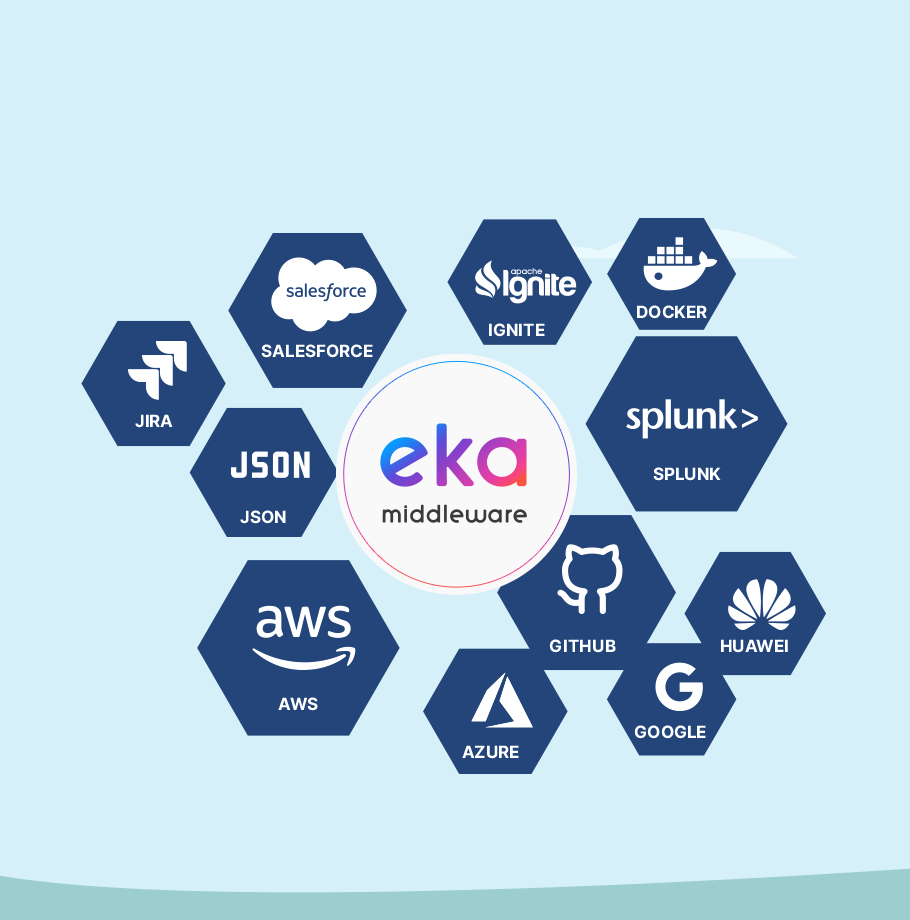 salesforce
SALESFORCE
apache
Ignite
IGNITE
DOCKER
JIRA
splunk>
SPLUNK
JSON
JSON
eka
middleware
aws
AWS
GITHUB
HUAWEI
AZURE
G
GOOGLE